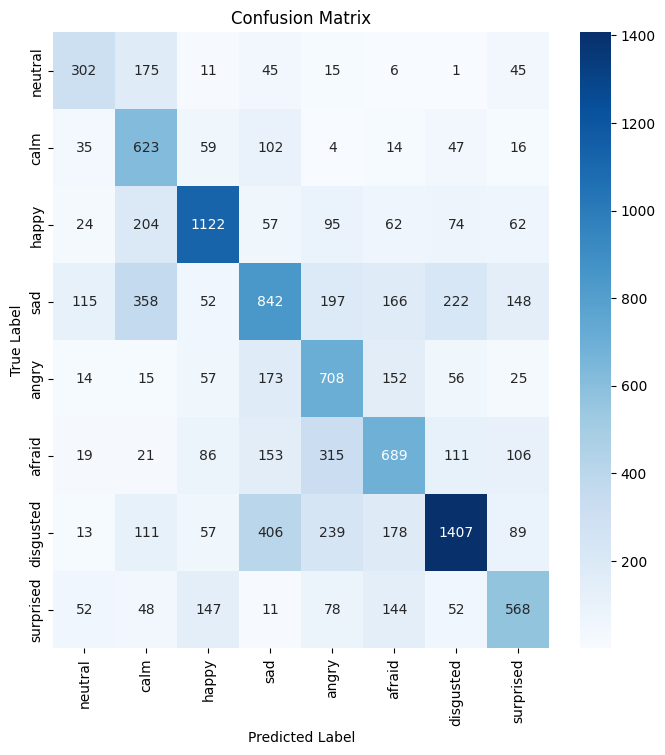 Confusion Matrix
neutral 302 175 11 45 15 6 1 45
calm 35 623 59 102 4 14 47 16
happy 24 204 1122 57 95 62 74 62
sad 115 358 52 842 197 166 222 148
angry 14 15 57 173 708 152 56 25
afraid 19 21 86 153 315 689 111 106
disgusted 13 111 57 406 239 178 1407 89
surprised 52 48 147 11 78 144 52 568
neutral calm happy sad angry afraid disgusted surprised
True Label
Predicted Label
1400
1200
1000
800
600
400
200